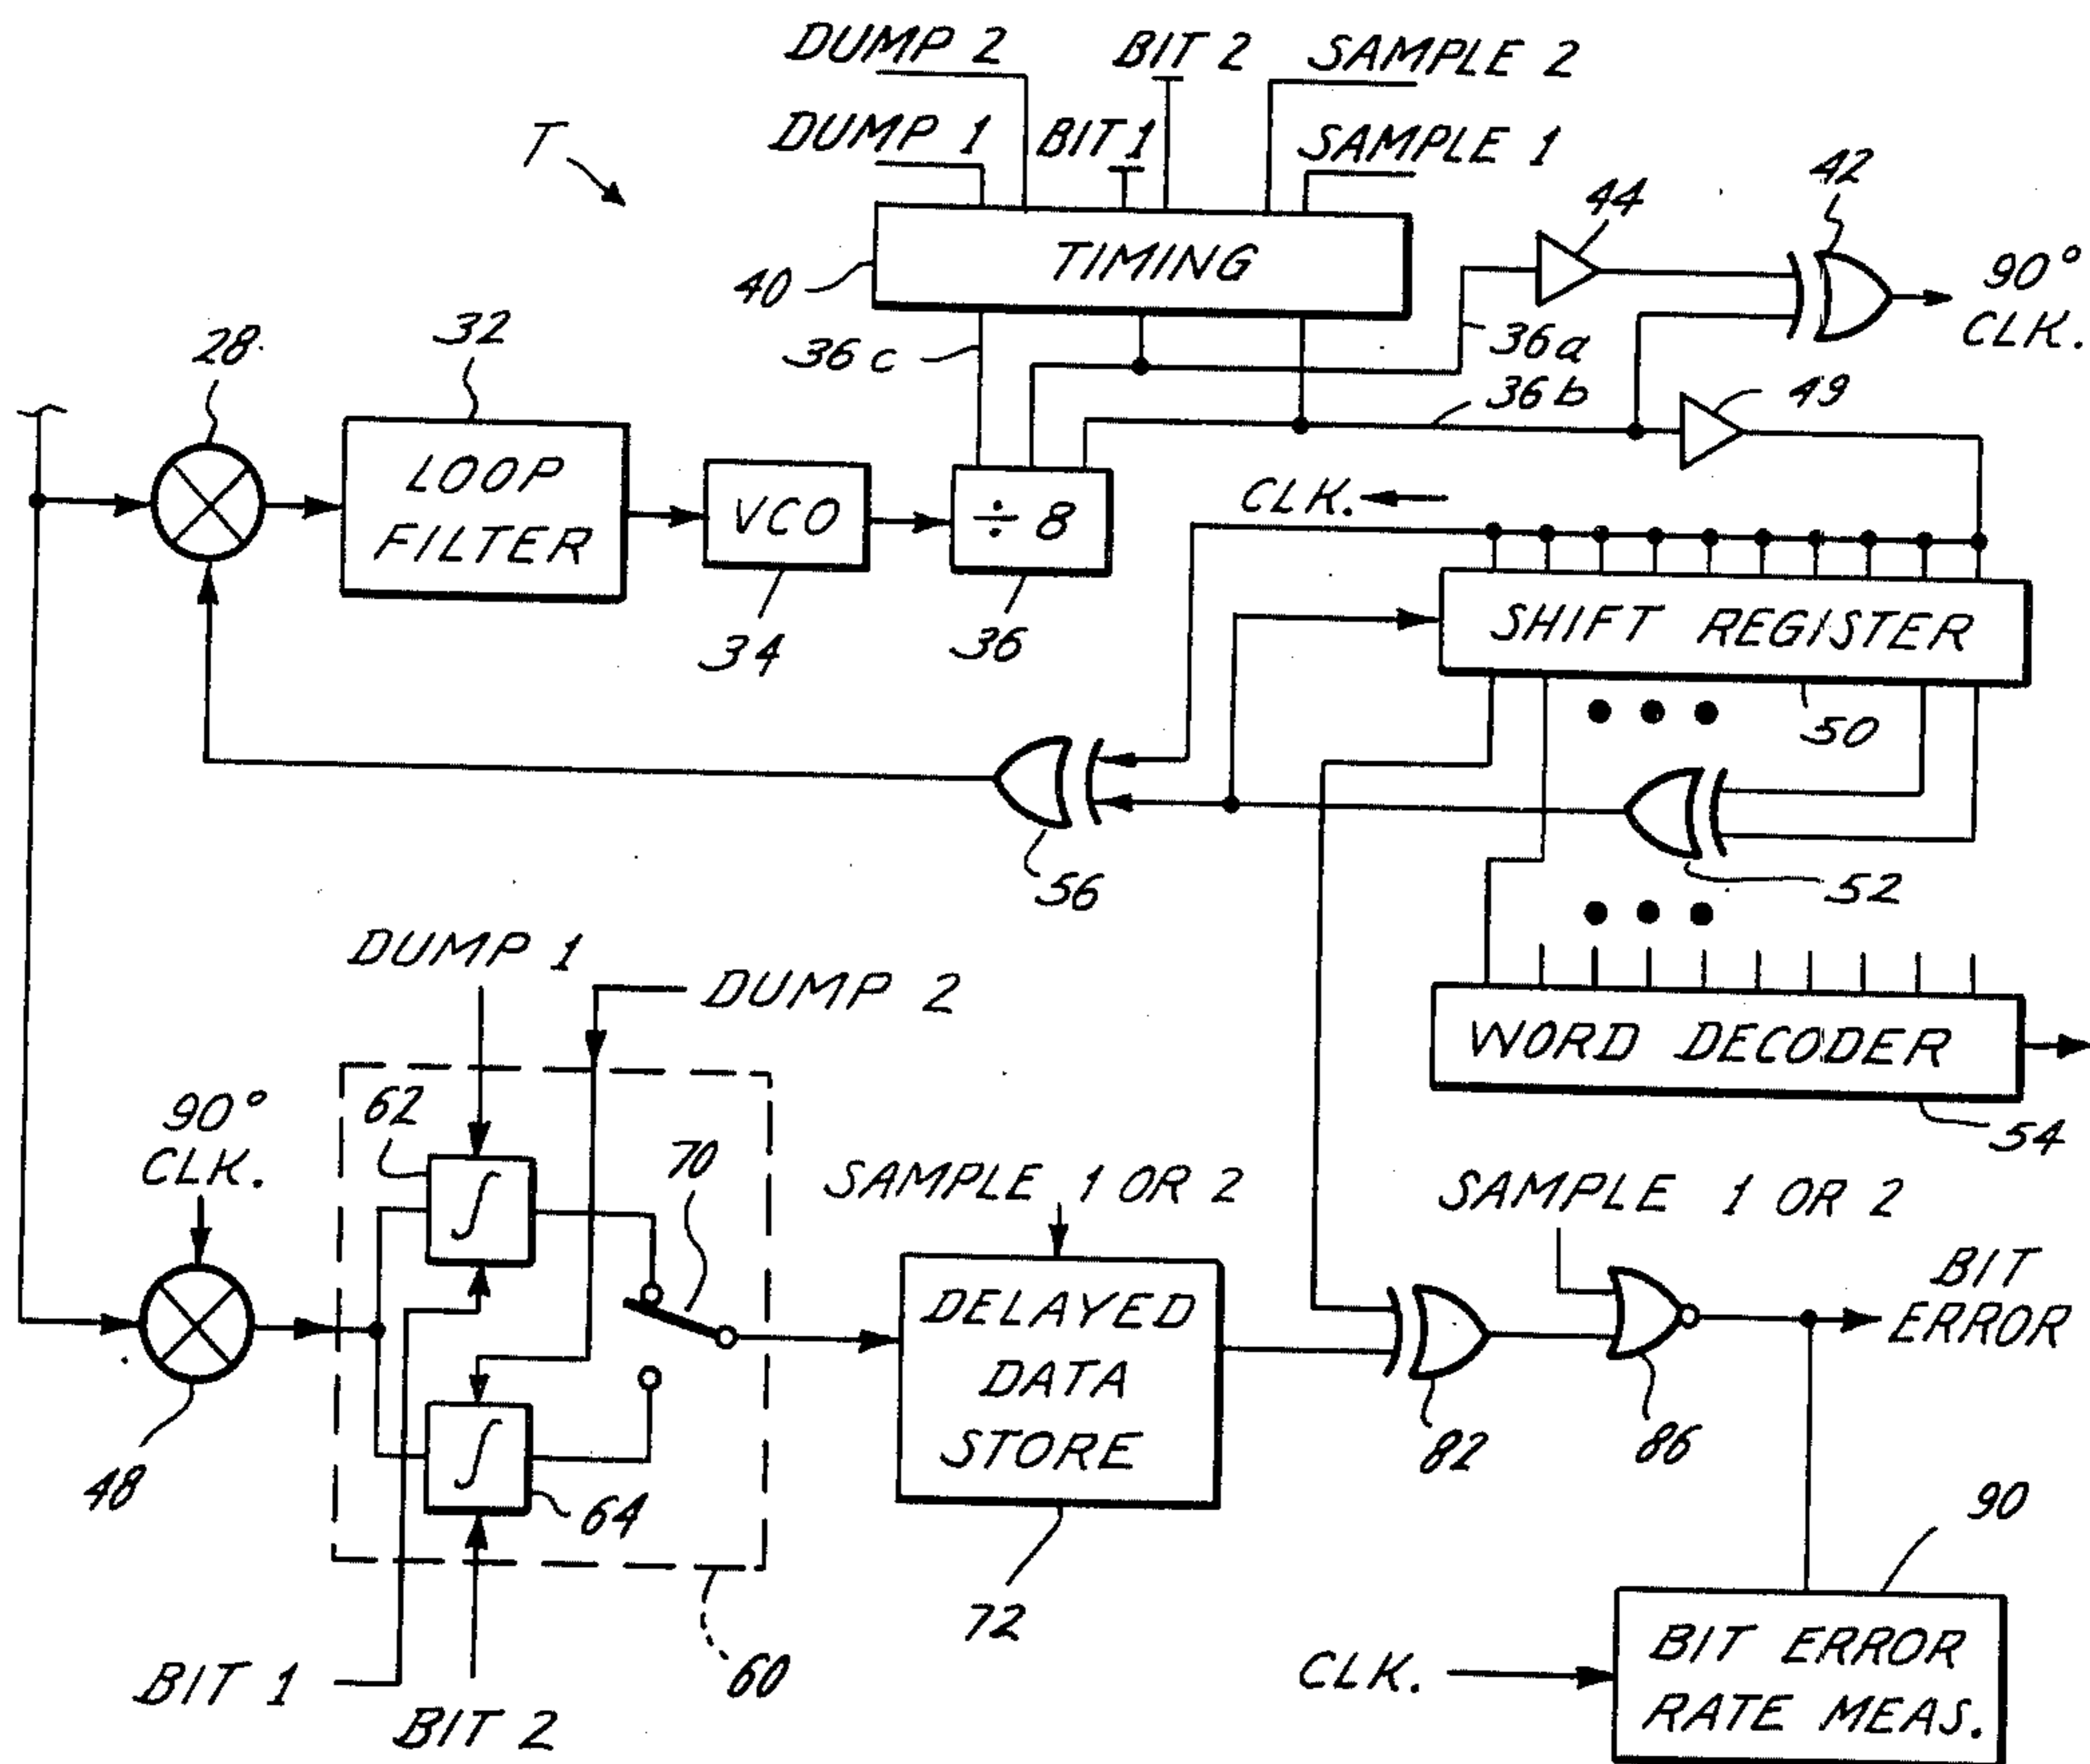 DUMP 2
BIT 2
SAMPLE 2
DUMP 1
BIT 1
SAMPLE 1
T
44
42
40
TIMING
90°
CLK.
28
32
36c
36a
36b
49
LOOP
FILTER
VCO
÷ 8
CLK.
34
36
SHIFT REGISTER
50
56
52
DUMP 1
DUMP 2
WORD DECODER
54
90°
CLK.
62
70
SAMPLE 1 OR 2
SAMPLE 1 OR 2
∫
DELAYED
DATA
STORE
BIT
ERROR
∫
48
64
82
86
90
72
60
BIT 1
BIT 2
CLK.
BIT ERROR
RATE MEAS.